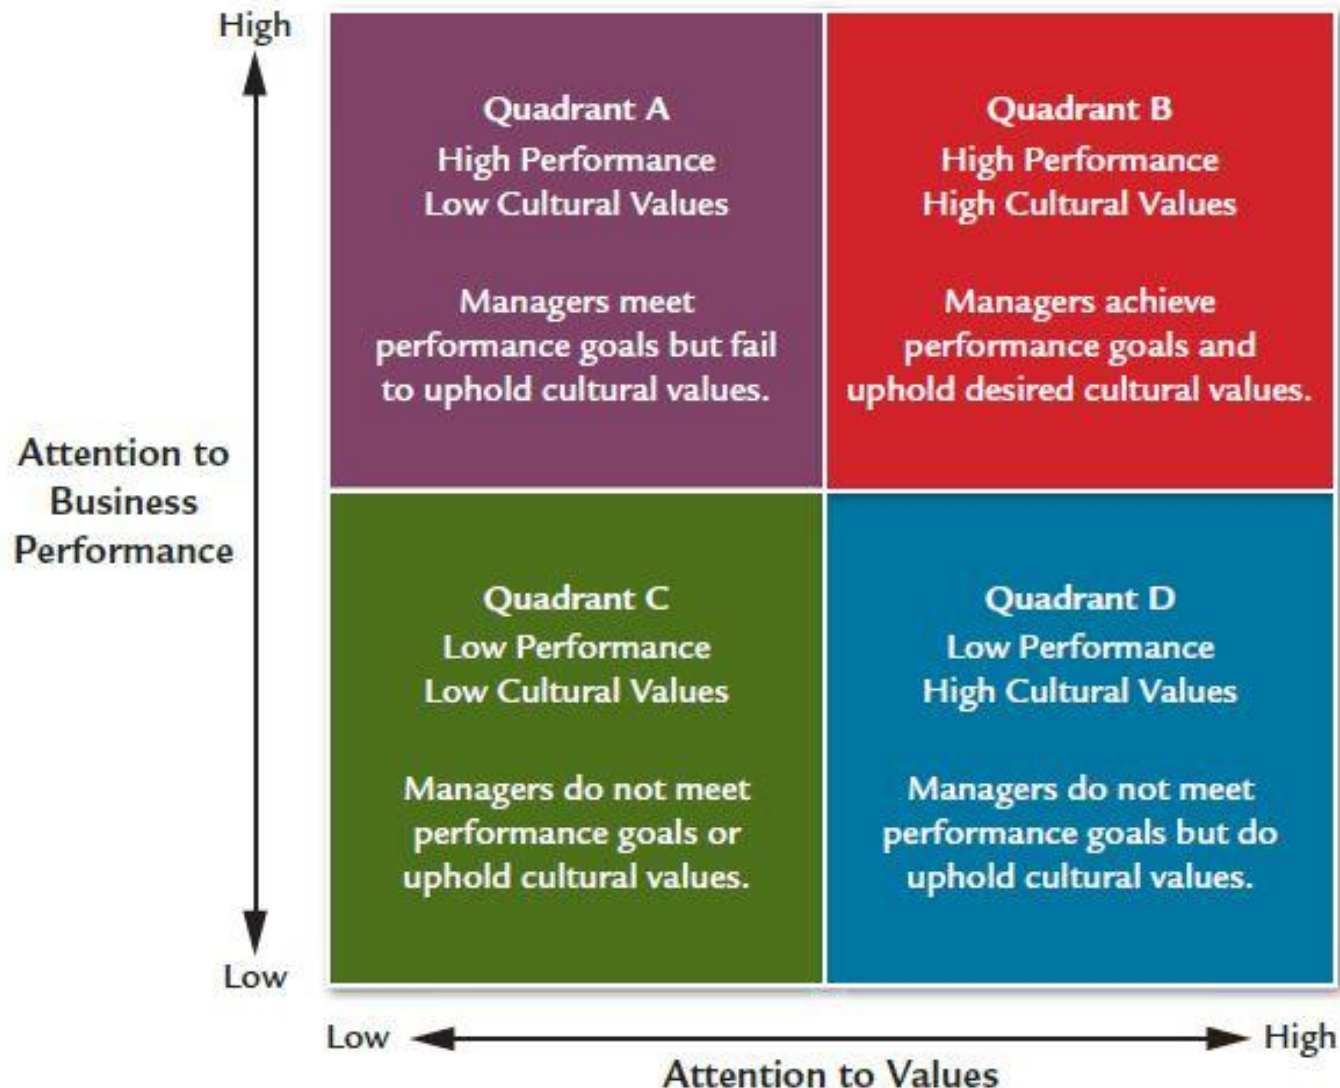 High
Quadrant A
High Performance
Low Cultural Values
Managers meet
performance goals but fail
to uphold cultural values.
Quadrant B
High Performance
High Cultural Values
Managers achieve
performance goals and
uphold desired cultural values.
Attention to
Business
Performance
Quadrant C
Low Performance
Low Cultural Values
Managers do not meet
performance goals or
uphold cultural values.
Quadrant D
Low Performance
High Cultural Values
Managers do not meet
performance goals but do
uphold cultural values.
Low
Low
High
Attention to Values